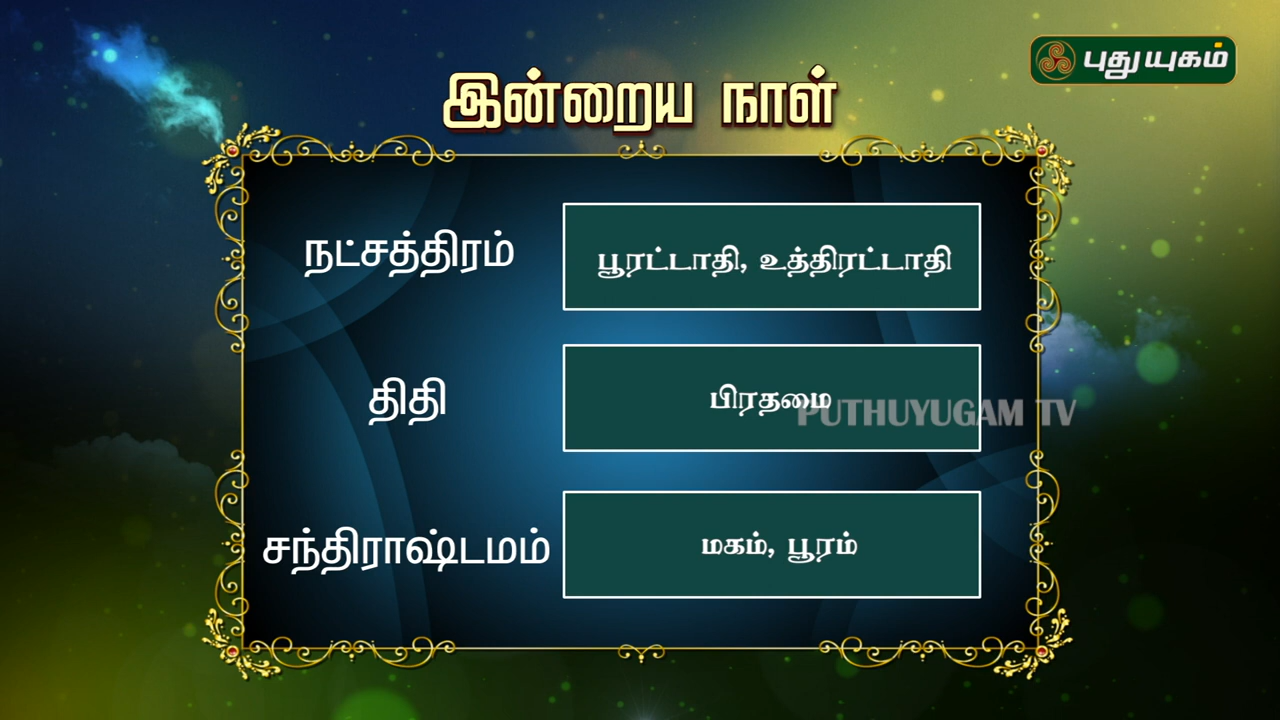 புதுயுகம்
இன்றைய நாள்
நட்சத்திரம்
பூரட்டாதி, உத்திரட்டாதி
திதி
பிரதமை
PUTHUYUGAM TV
சந்திராஷ்டமம்
மகம், பூரம்